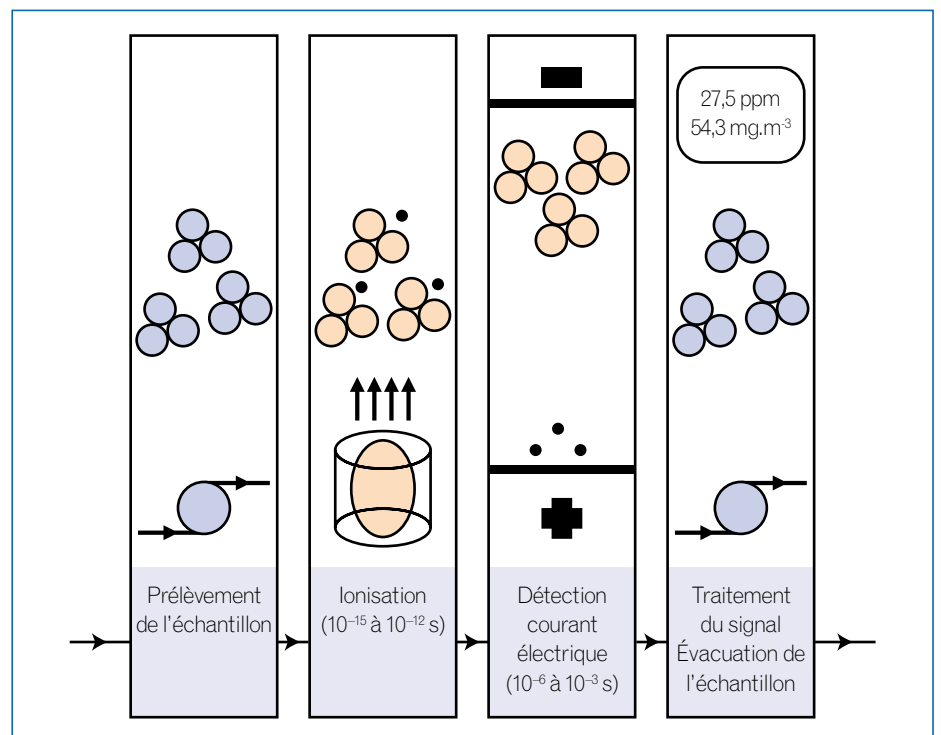 27,5 ppm
54,3 mg.m⁻³
Prélèvement
de l’échantillon
Ionisation
(10⁻¹⁵ à 10⁻¹² s)
Détection
courant
électrique
(10⁻⁶ à 10⁻³ s)
Traitement
du signal
Évacuation de
l’échantillon